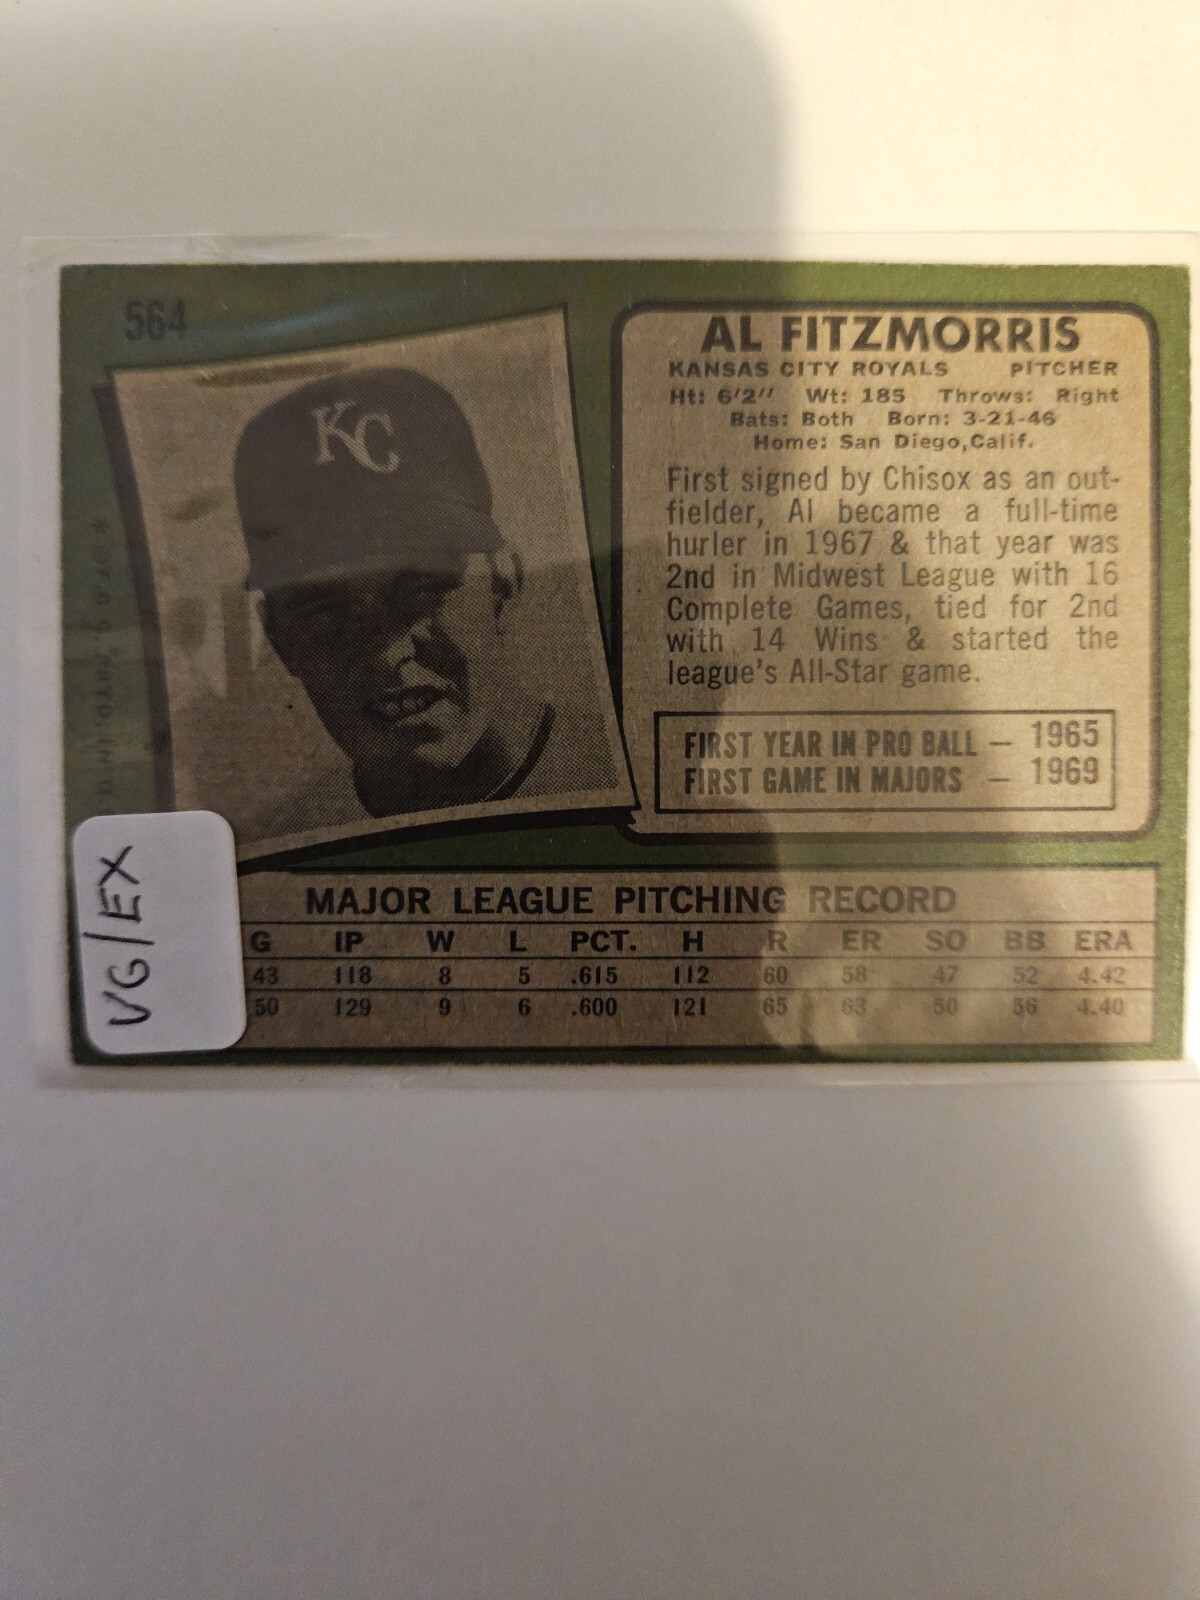 564
KC
AL FITZMORRIS
KANSAS CITY ROYALS PITCHER
Ht: 6'2" Wt: 185 Throws: Right
Bats: Both Born: 3-21-46
Home: San Diego, Calif.
First signed by Chisox as an out-
fielder, Al became a full-time
hurler in 1967 & that year was
2nd in Midwest League with 16
Complete Games, tied for 2nd
with 14 Wins & started the
league's All-Star game.
FIRST YEAR IN PRO BALL — 1965
FIRST GAME IN MAJORS — 1969
VG/EX
MAJOR LEAGUE PITCHING RECORD
G IP W L PCT. H R ER SO BB ERA
43 118 8 5 .615 112 60 58 47 52 4.42
50 129 9 6 .600 121 65 63 50 56 4.40